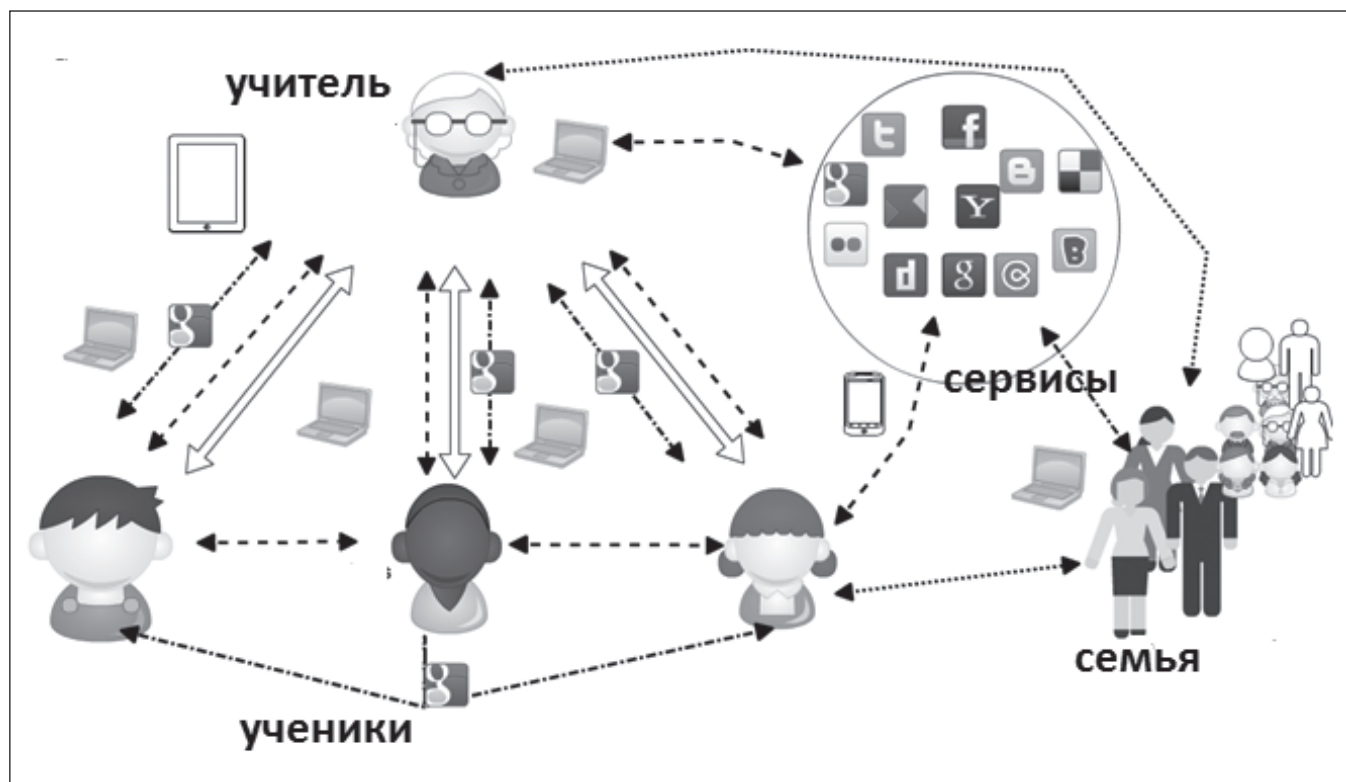 учитель
сервисы
семья
ученики